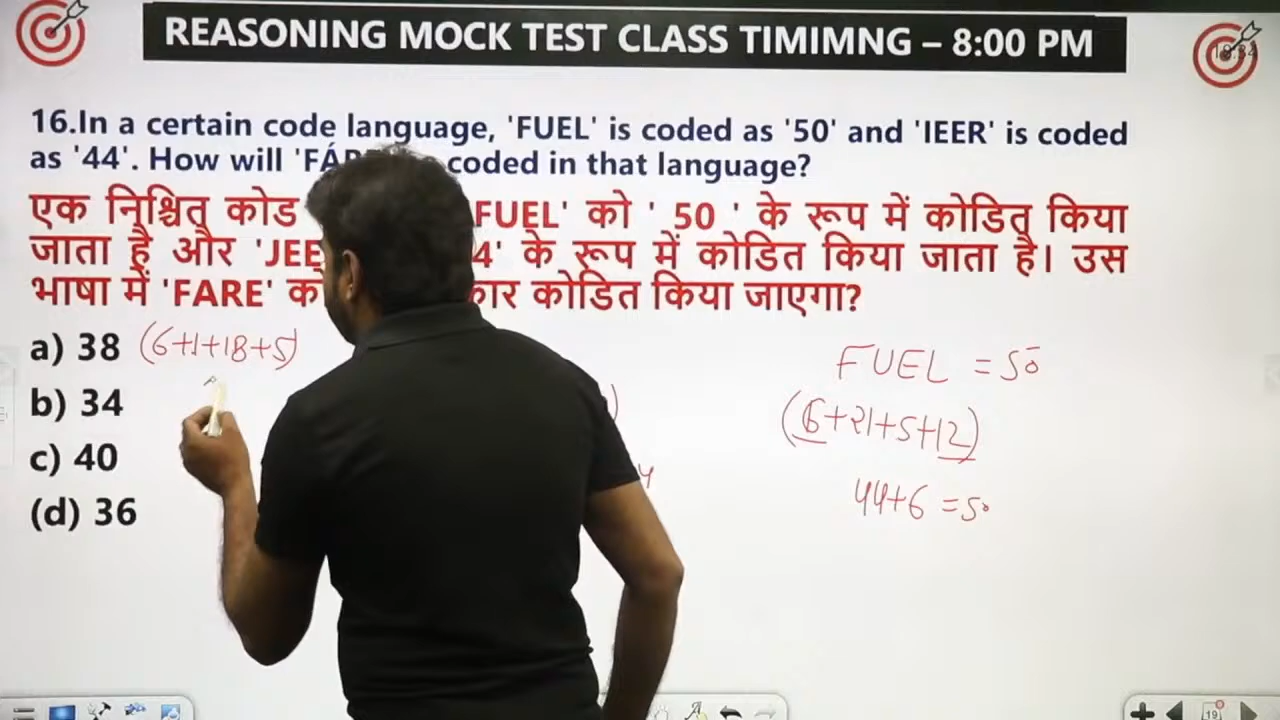 REASONING MOCK TEST CLASS TIMIMNG – 8:00 PM
16.In a certain code language, 'FUEL' is coded as '50' and 'IEER' is coded
as '44'. How will coded in that language?
एक निश्चित कोड FUEL' को ' 50 ' के रूप में कोडित किया
जाता है और 4' के रूप में कोडित किया जाता है। उस
भाषा में 'FARE' कोडित किया जाएगा?
a) 38 (6+1+18+5)
b) 34
c) 40
(d) 36
FUEL = 50
(6+21+5+12)
44+6 = 50
19